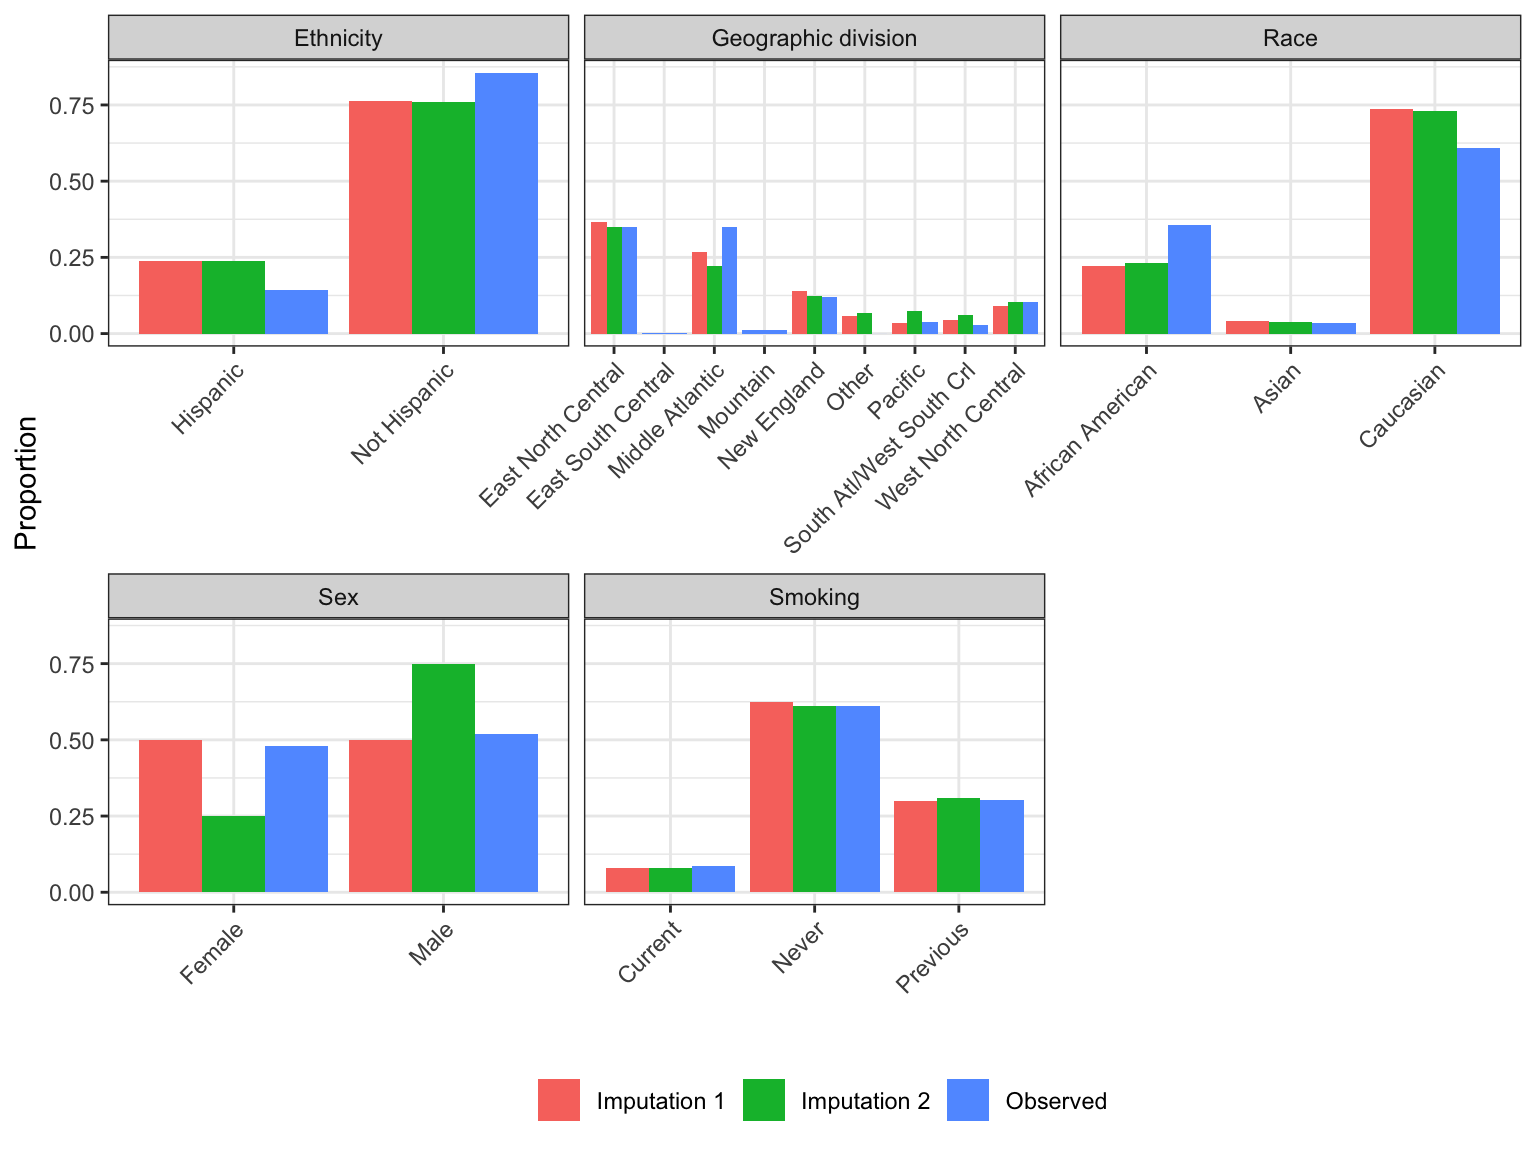 Ethnicity
Geographic division
Race
Proportion
0.75
0.50
0.25
0.00
Hispanic
Not Hispanic
East North Central
East South Central
Middle Atlantic
Mountain
New England
Other
Pacific
South Atl/West South Crl
West North Central
African American
Asian
Caucasian
Sex
Smoking
0.75
0.50
0.25
0.00
Female
Male
Current
Never
Previous
Imputation 1
Imputation 2
Observed